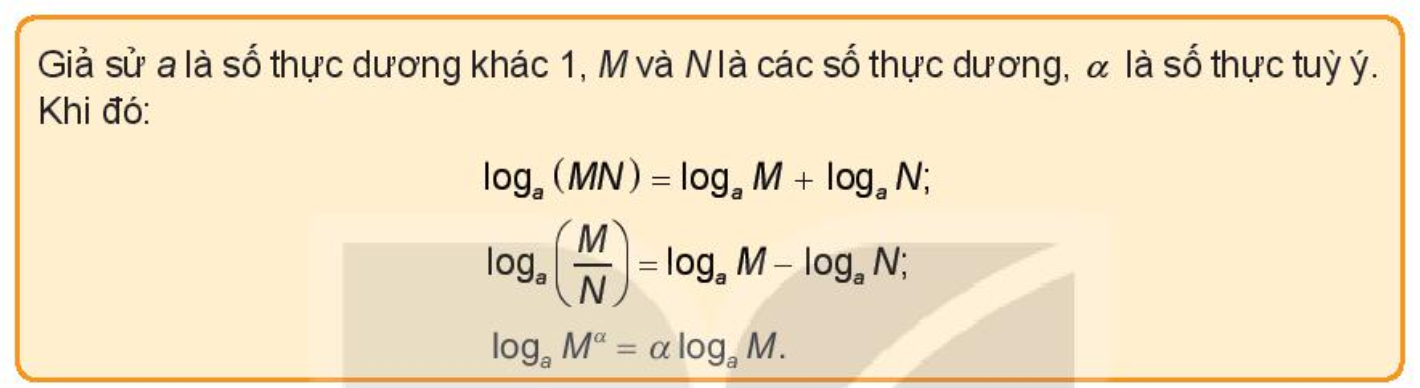 Giả sử a là số thực dương khác 1, M và N là các số thực dương, α là số thực tuỳ ý.
Khi đó:
logₐ (MN) = logₐ M + logₐ N;
logₐ (M/N) = logₐ M − logₐ N;
logₐ M^α = α logₐ M.